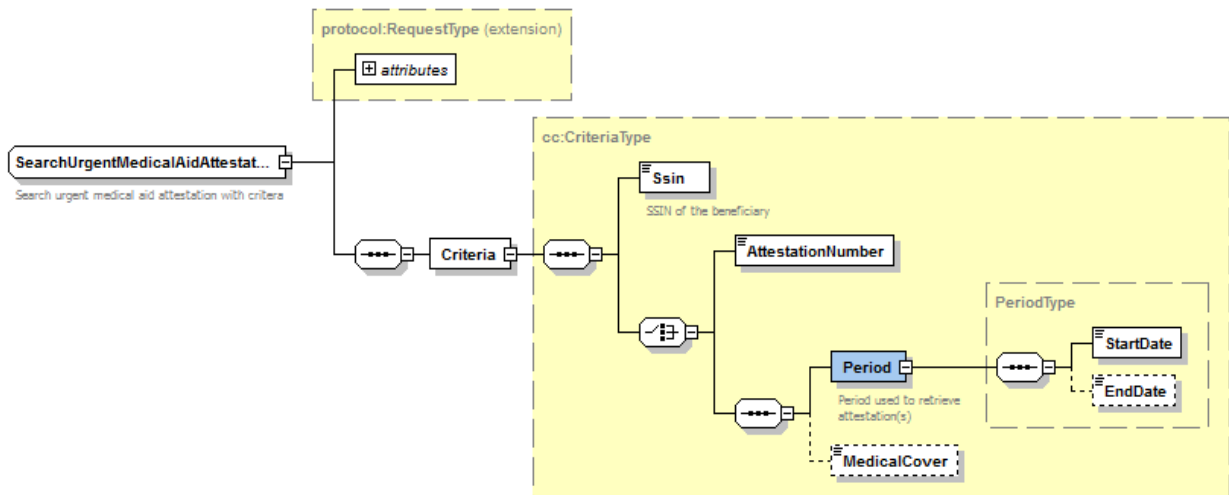 protocol:RequestType (extension)
attributes
cc:CriteriaType
SearchUrgentMedicalAidAttestat...
Search urgent medical aid attestation with critera
Ssin
SSIN of the beneficiary
Criteria
AttestationNumber
PeriodType
StartDate
EndDate
Period
Period used to retrieve
attestation(s)
MedicalCover